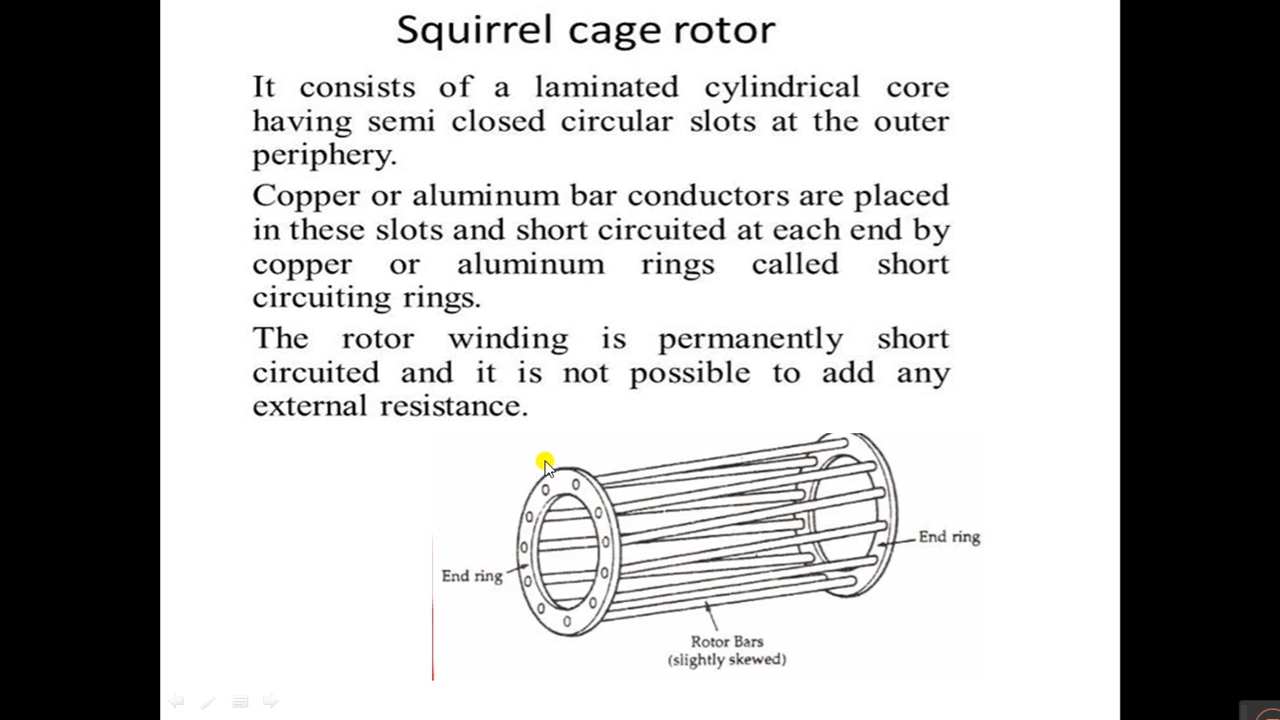 Squirrel cage rotor
It consists of a laminated cylindrical core
having semi closed circular slots at the outer
periphery.
Copper or aluminum bar conductors are placed
in these slots and short circuited at each end by
copper or aluminum rings called short
circuiting rings.
The rotor winding is permanently short
circuited and it is not possible to add any
external resistance.
End ring
End ring
Rotor Bars
(slightly skewed)